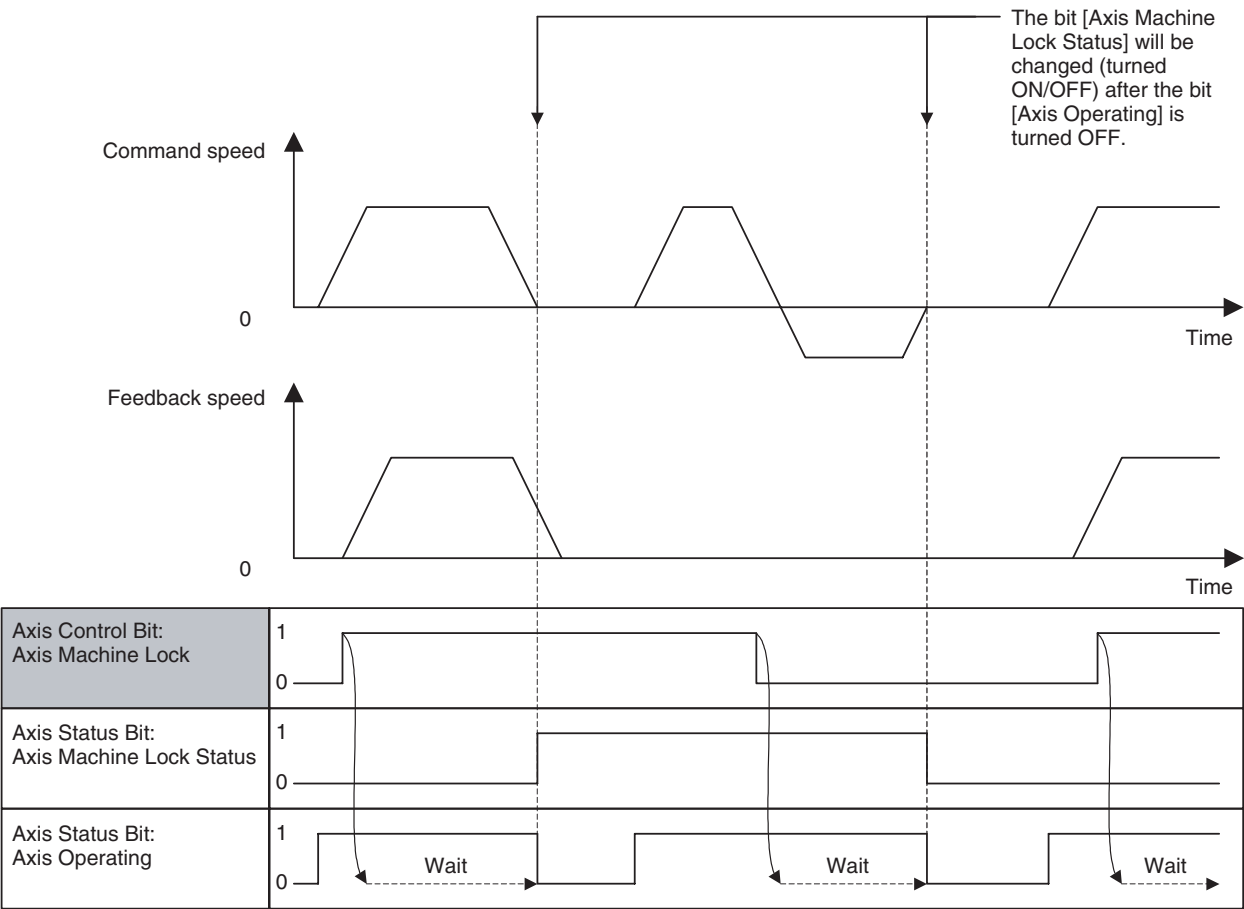 The bit [Axis Machine
Lock Status] will be
changed (turned
ON/OFF) after the bit
[Axis Operating] is
turned OFF.
Command speed
0
Time
Feedback speed
0
Time
Axis Control Bit:
Axis Machine Lock
1
0
Axis Status Bit:
Axis Machine Lock Status
1
0
Axis Status Bit:
Axis Operating
1
0
Wait
Wait
Wait